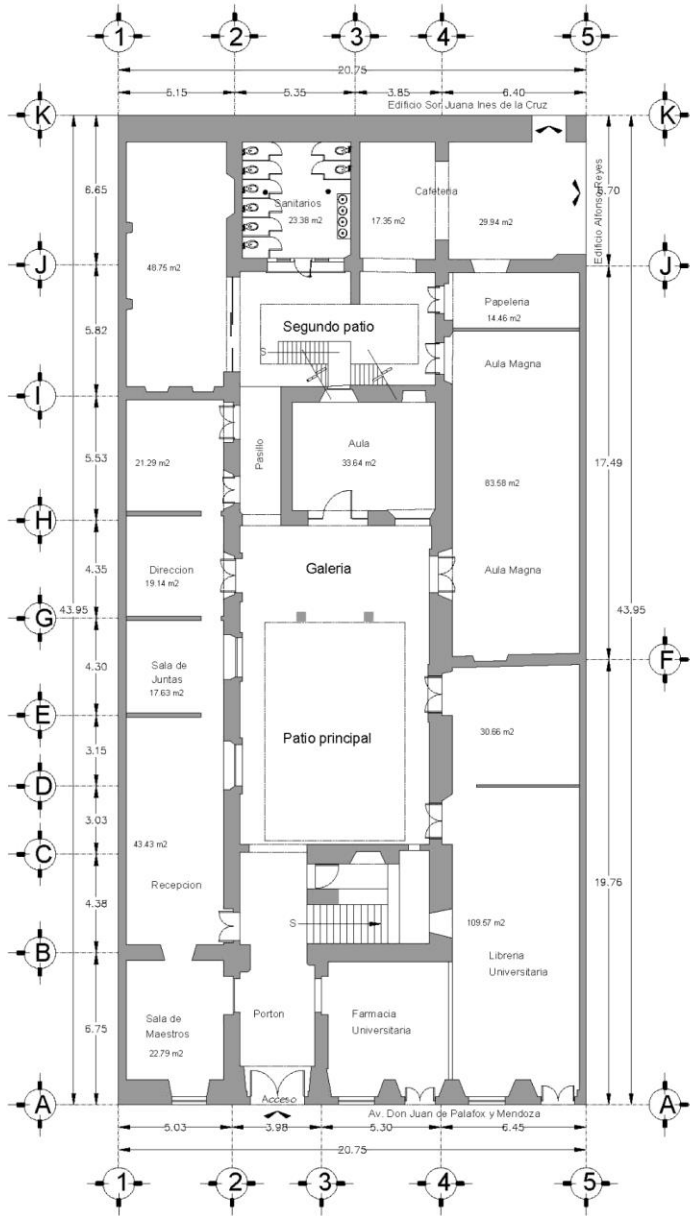 1
2
3
4
5
20.75
5.15
5.35
3.85
6.40
Edificio Sor Juana Ines de la Cruz
K
K
6.65
Sanitarios
23.38 m2
Cafeteria
17.35 m2
29.94 m2
6.70
Edificio Alfonso Reyes
48.75 m2
J
J
5.82
Segundo patio
S
Papeleria
14.46 m2
Aula Magna
I
5.53
21.29 m2
Pasillo
Aula
33.64 m2
83.58 m2
17.49
H
4.35
Direccion
19.14 m2
Galeria
Aula Magna
43.95
43.95
G
4.30
Sala de
Juntas
17.63 m2
F
E
3.15
Patio principal
30.66 m2
D
3.03
C
43.43 m2
Recepcion
4.38
S
19.75
109.57 m2
Libreria
Universitaria
B
6.75
Sala de
Maestros
22.79 m2
Porton
Farmacia
Universitaria
A
Acceso
Av. Don Juan de Palafox y Mendoza
A
5.03
3.98
5.30
6.45
20.75
1
2
3
4
5